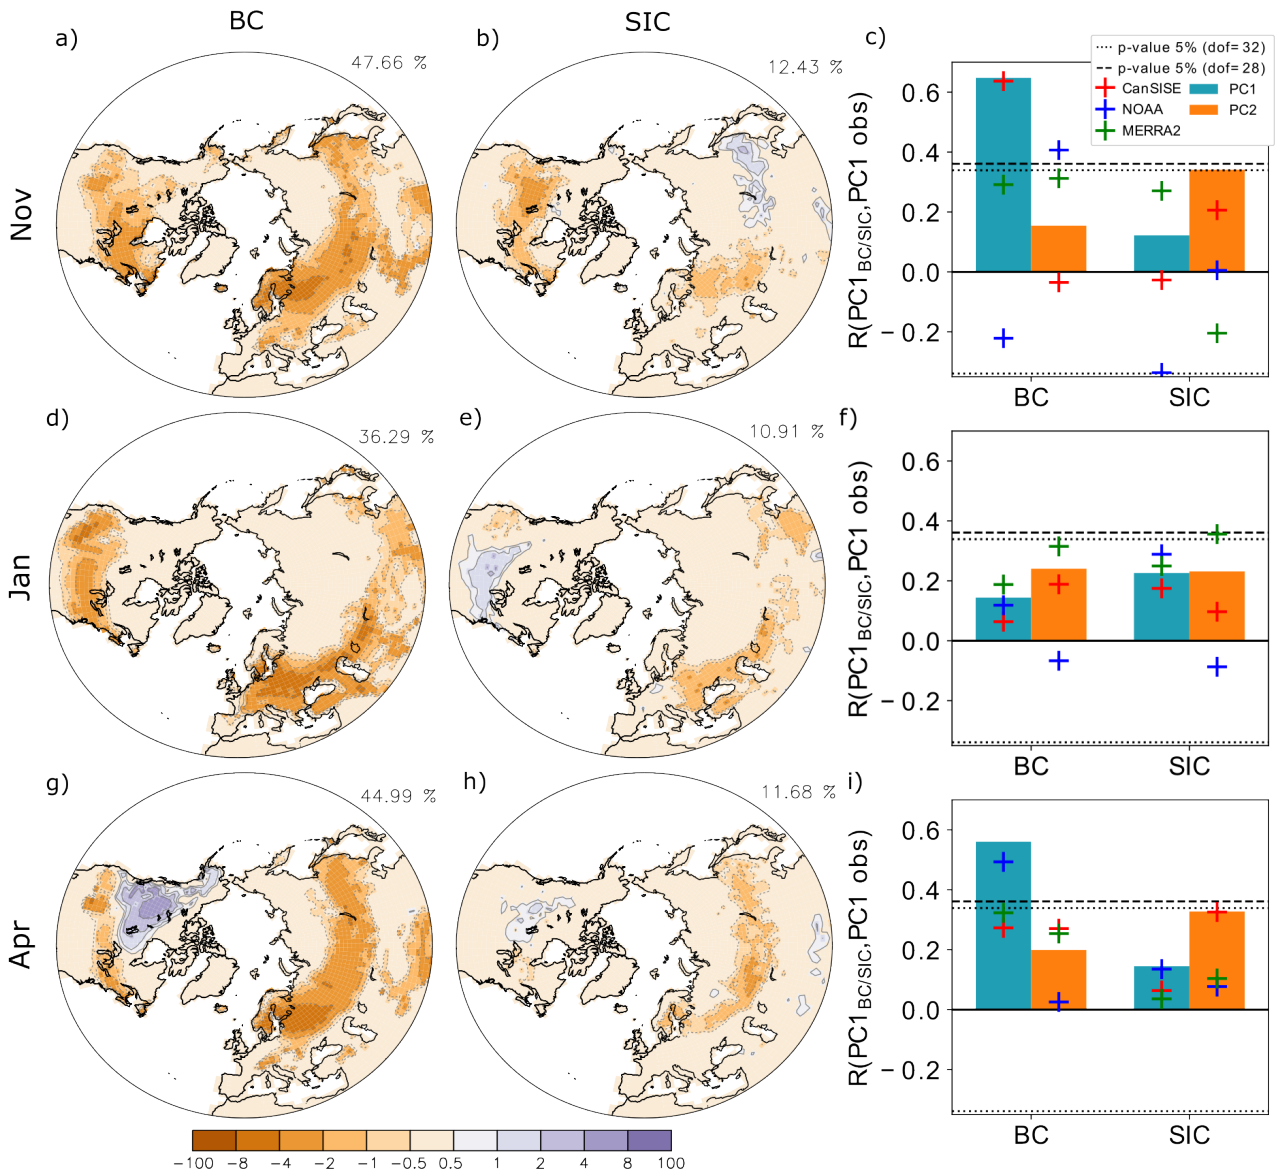 BC
SIC
a)
47.66 %
b)
12.43 %
c)
p-value 5% (dof= 32)
p-value 5% (dof= 28)
CanSISE
PC1
NOAA
PC2
MERRA2
Nov
R(PC1BC/SIC,PC1 obs)
0.6
0.4
0.2
0.0
− 0.2
BC
SIC
d)
36.29 %
e)
10.91 %
f)
Jan
R(PC1BC/SIC,PC1 obs)
0.6
0.4
0.2
0.0
− 0.2
BC
SIC
g)
44.99 %
h)
11.68 %
i)
Apr
R(PC1BC/SIC,PC1 obs)
0.6
0.4
0.2
0.0
− 0.2
BC
SIC
−100 −8 −4 −2 −1 −0.5 0.5 1 2 4 8 100